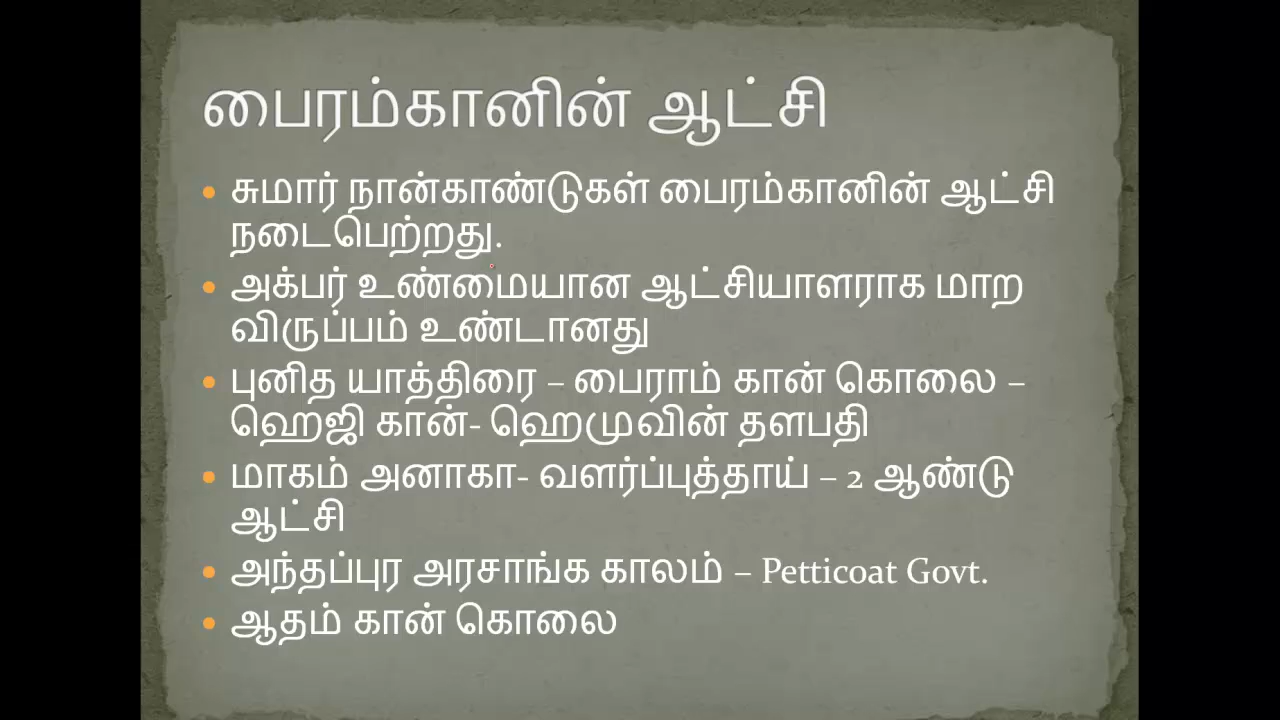 பைரம்கானின் ஆட்சி
• சுமார் நான்காண்டுகள் பைரம்கானின் ஆட்சி
நடைபெற்றது.
• அக்பர் உண்மையான ஆட்சியாளராக மாற
விருப்பம் உண்டானது
• புனித யாத்திரை – பைராம் கான் கொலை –
ஹெஜி கான்- ஹெமுவின் தளபதி
• மாகம் அனாகா- வளர்ப்புத்தாய் – 2 ஆண்டு
ஆட்சி
• அந்தப்புர அரசாங்க காலம் – Petticoat Govt.
• ஆதம் கான் கொலை